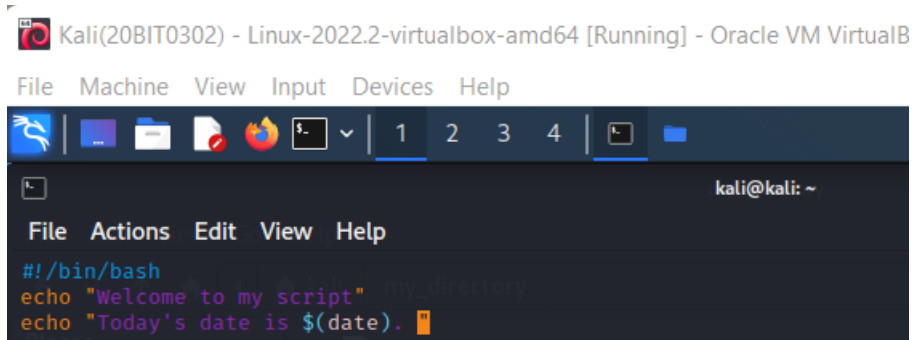 Kali(20BIT0302) - Linux-2022.2-virtualbox-amd64 [Running] - Oracle VM VirtualB
File Machine View Input Devices Help
1 2 3 4
kali@kali: ~
File Actions Edit View Help
#!/bin/bash
echo "Welcome to my script"
my_directory
echo "Today's date is $(date). "